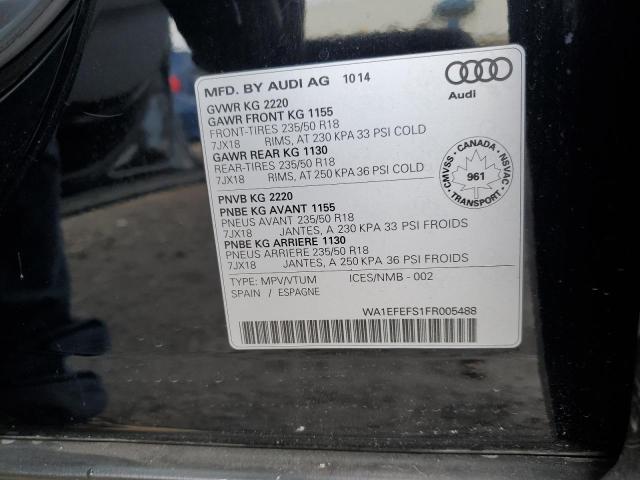 MFD. BY AUDI AG 10 14
Audi
GVWR KG 2220
GAWR FRONT KG 1155
FRONT-TIRES 235/50 R18
7JX18 RIMS, AT 230 KPA 33 PSI COLD
GAWR REAR KG 1130
REAR-TIRES 235/50 R18
7JX18 RIMS, AT 250 KPA 36 PSI COLD
CMVSS - CANADA - NSVAC
961
TRANSPORT
PNVB KG 2220
PNBE KG AVANT 1155
PNEUS AVANT 235/50 R18
7JX18 JANTES, A 230 KPA 33 PSI FROIDS
PNBE KG ARRIERE 1130
PNEUS ARRIERE 235/50 R18
7JX18 JANTES, A 250 KPA 36 PSI FROIDS
TYPE: MPV/VTUM ICES/NMB - 002
SPAIN / ESPAGNE
WA1EFEFS1FR005488